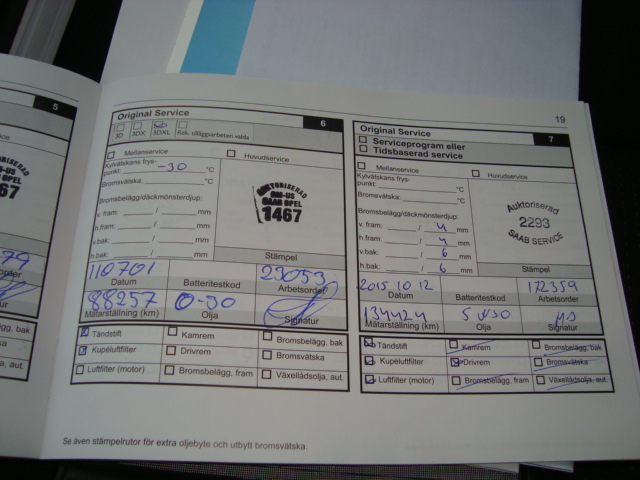 5
Original Service 6
3D 3DX 3DXL Rek. tilläggsarbeten valda
Mellanservice Huvudservice
Kylvätskans frys-
punkt: -30 °C
Bromsvätska: °C
Bromsbelägg/däckmönsterdjup:
v. fram: / mm
h.fram: / mm
v.bak: / mm
h.bak: / mm
AUKTORISERAD
SAAB OPEL
1467
Stämpel
110701 29053
Datum Batteritestkod Arbetsorder
88257 0-30
Mätarställning (km) Olja Signatur
Tändstift Kamrem Bromsbelägg, bak
Kupéluftfilter Drivrem Bromsvätska
Luftfilter (motor) Bromsbelägg, fram Växellådsolja, aut.
19
Original Service 7
Serviceprogram eller
Tidsbaserad service
Mellanservice Huvudservice
Kylvätskans frys-
punkt: °C
Bromsvätska: °C
Bromsbelägg/däckmönsterdjup:
v. fram: / 4 mm
h.fram: / 4 mm
v.bak: / 6 mm
h.bak: / 6 mm
Auktoriserad
2293
SAAB SERVICE
Stämpel
2015 10 12 172359
Datum Batteritestkod Arbetsorder
134424 5W30
Mätarställning (km) Olja Signatur
Tändstift Kamrem Bromsbelägg, bak
Kupéluftfilter Drivrem Bromsvätska
Luftfilter (motor) Bromsbelägg, fram Växellådsolja, aut.
Se även stämpelrutor för extra oljebyte och utbytt bromsvätska.